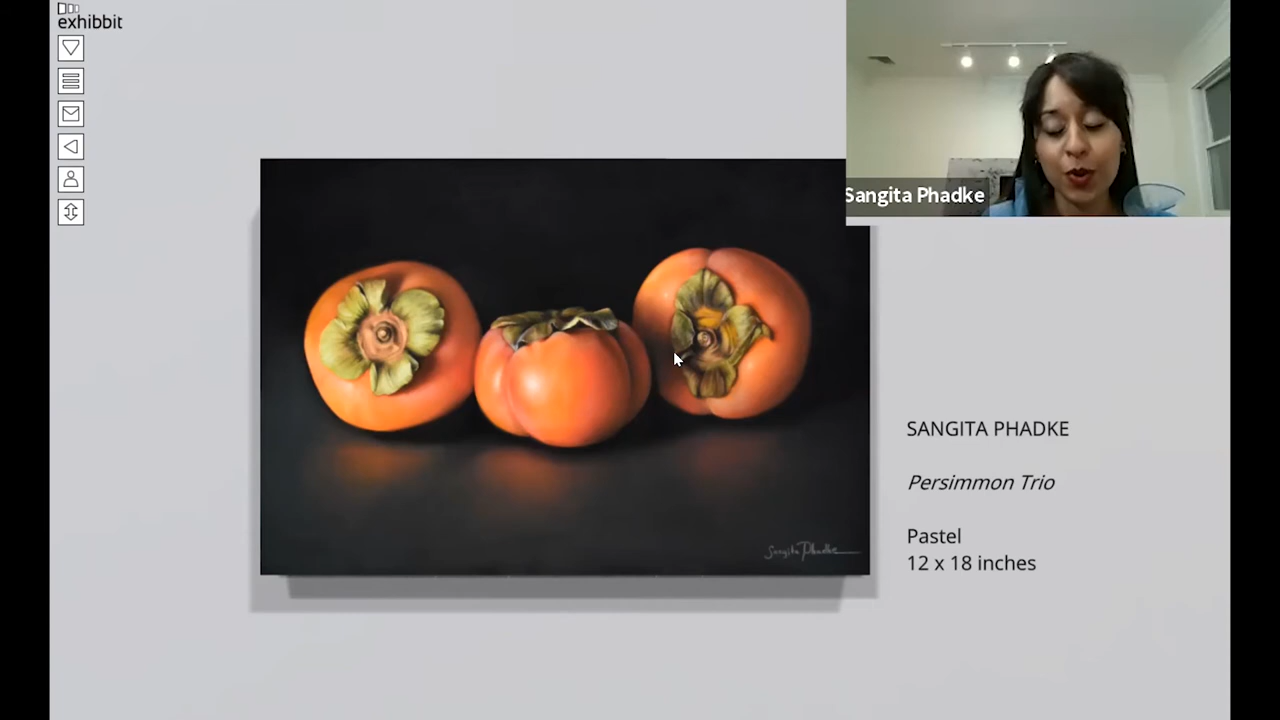 exhibbit
Sangita Phadke
SANGITA PHADKE
Persimmon Trio
Pastel
12 x 18 inches
Sangita Phadke